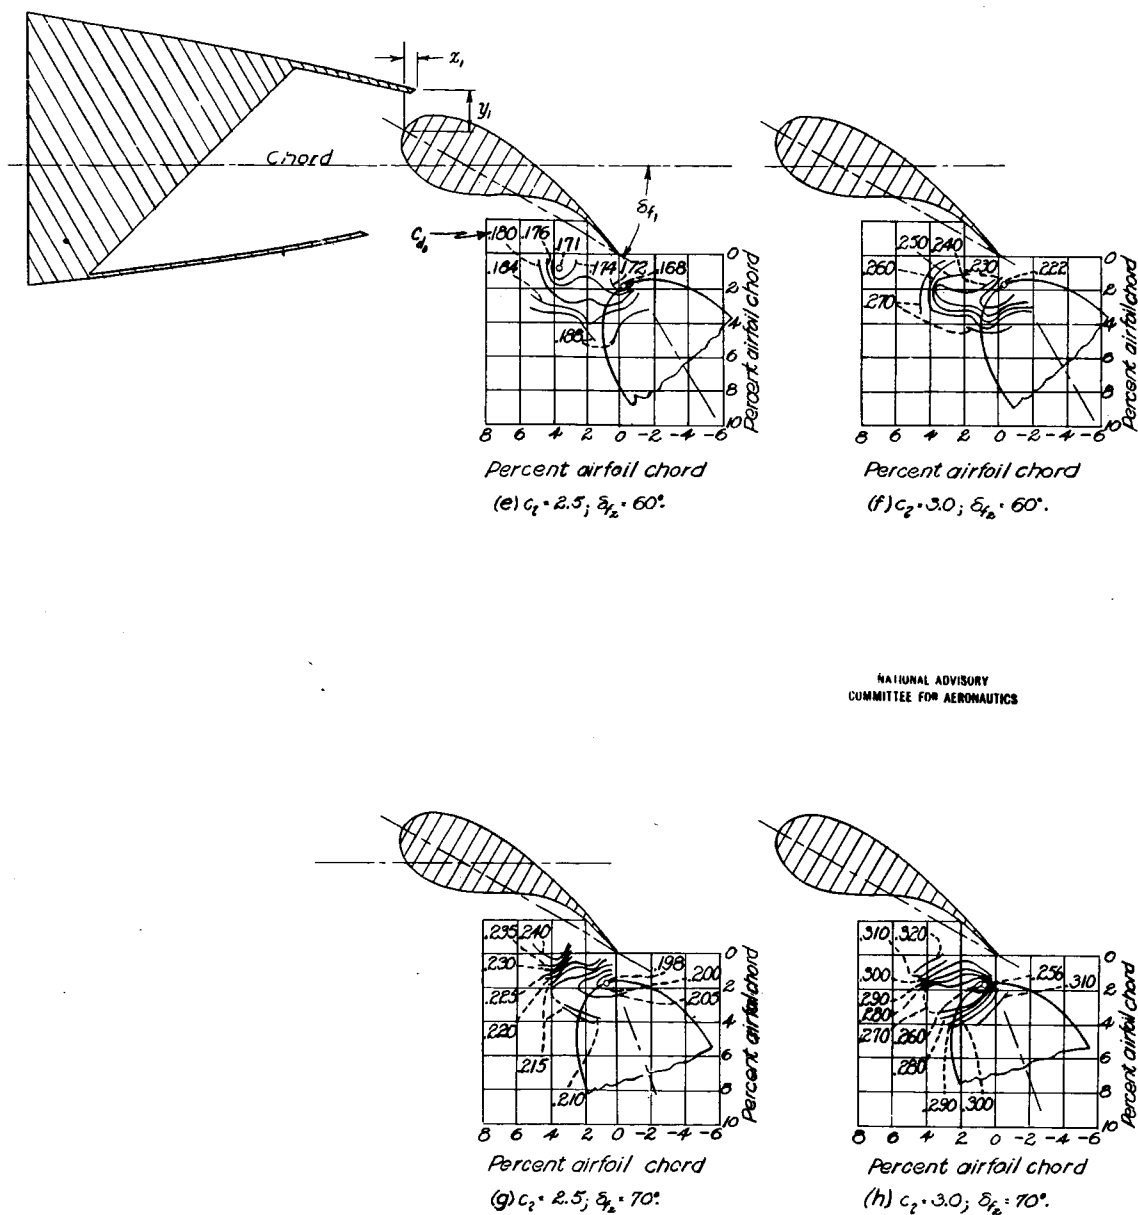 x₁
y₁
Chord
δf₁
c_d₀
.180 .176 .171
.184 .174 .172 .168
.188
0
2
4
6
8
10
Percent airfoil chord
8 6 4 2 0 -2 -4 -6
Percent airfoil chord
(e) c_l = 2.5; δf₂ = 60°.
.250 .240
.260 .230 .222
.270
0
2
4
6
8
10
Percent airfoil chord
8 6 4 2 0 -2 -4 -6
Percent airfoil chord
(f) c_l = 3.0; δf₂ = 60°.
NATIONAL ADVISORY
COMMITTEE FOR AERONAUTICS
.235 .240
.230 .198 .200
.225 .205
.220
.215
.210
0
2
4
6
8
10
Percent airfoil chord
8 6 4 2 0 -2 -4 -6
Percent airfoil chord
(g) c_l = 2.5; δf₂ = 70°.
.310 .320
.300 .256 .310
.290
.280
.270 .260
.280
.290 .300
0
2
4
6
8
10
Percent airfoil chord
8 6 4 2 0 -2 -4 -6
Percent airfoil chord
(h) c_l = 3.0; δf₂ = 70°.